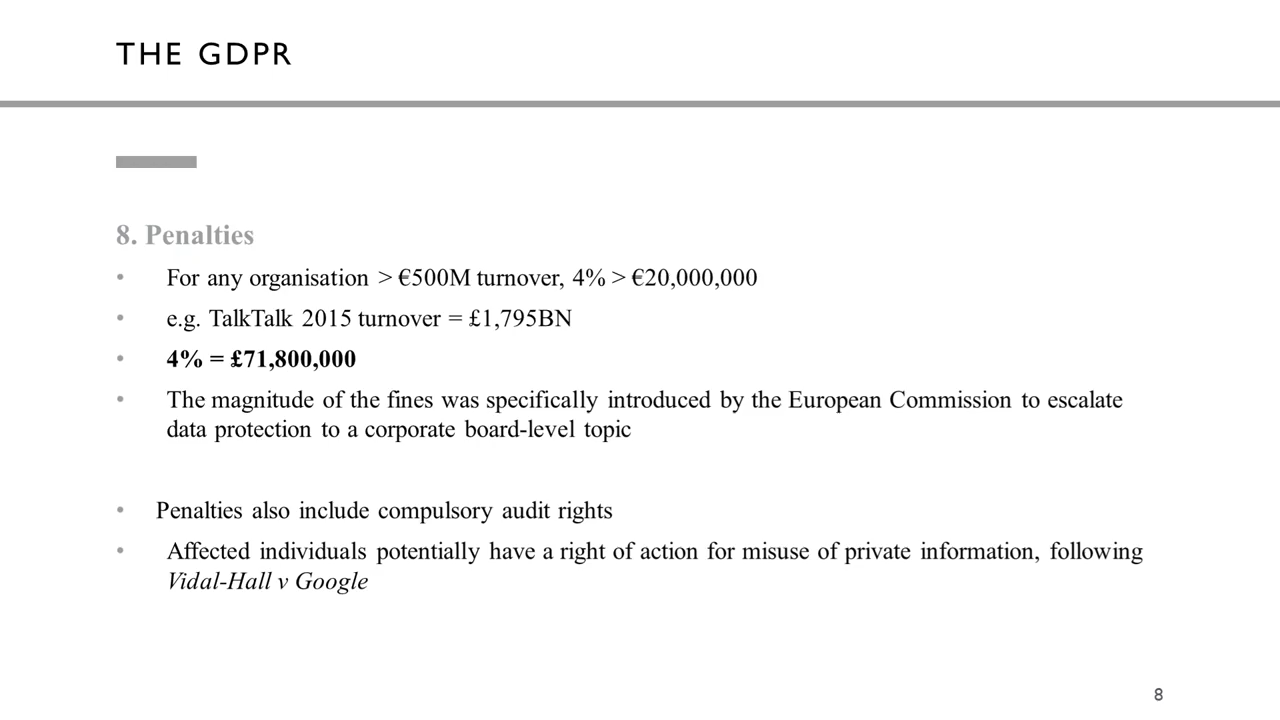 THE GDPR
8. Penalties
• For any organisation > €500M turnover, 4% > €20,000,000
• e.g. TalkTalk 2015 turnover = £1,795BN
• 4% = £71,800,000
• The magnitude of the fines was specifically introduced by the European Commission to escalate
data protection to a corporate board-level topic
• Penalties also include compulsory audit rights
• Affected individuals potentially have a right of action for misuse of private information, following
Vidal-Hall v Google
8